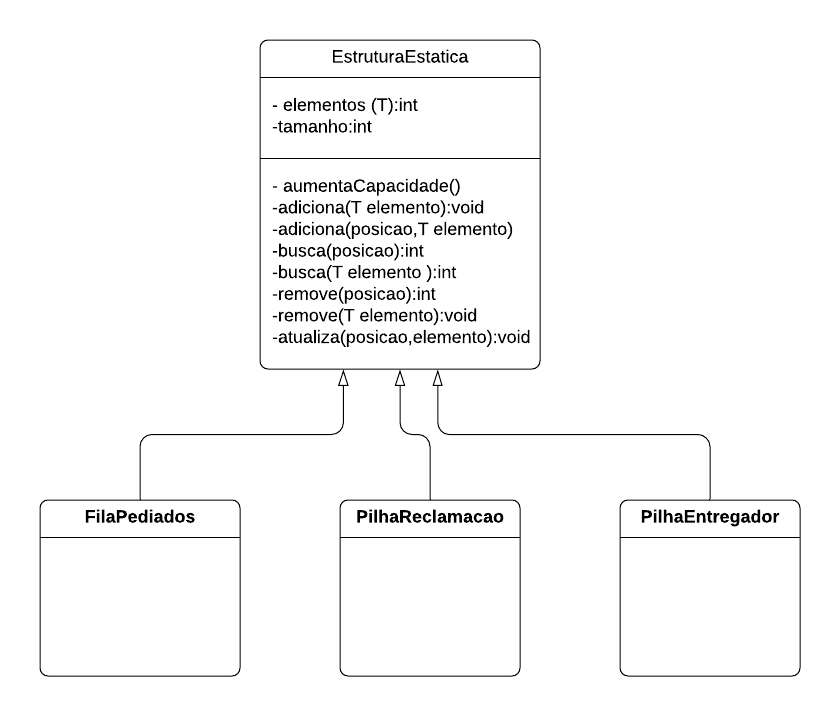 EstruturaEstatica
- elementos (T):int
-tamanho:int
- aumentaCapacidade()
-adiciona(T elemento):void
-adiciona(posicao,T elemento)
-busca(posicao):int
-busca(T elemento ):int
-remove(posicao):int
-remove(T elemento):void
-atualiza(posicao,elemento):void
FilaPediados
PilhaReclamacao
PilhaEntregador